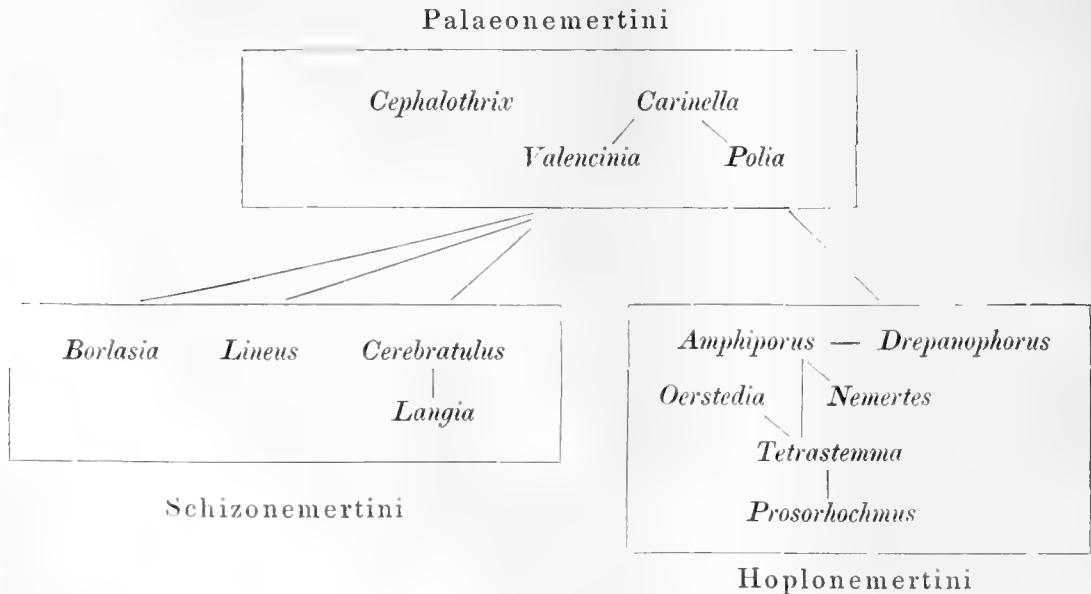 Palaeonemertini
Cephalothrix Carinella
Valencinia Polia
Borlasia Lineus Cerebratulus
Langia
Schizonemertini
Amphiporus — Drepanophorus
Oerstedia Nemertes
Tetrastemma
Prosorhochmus
Hoplonemertini